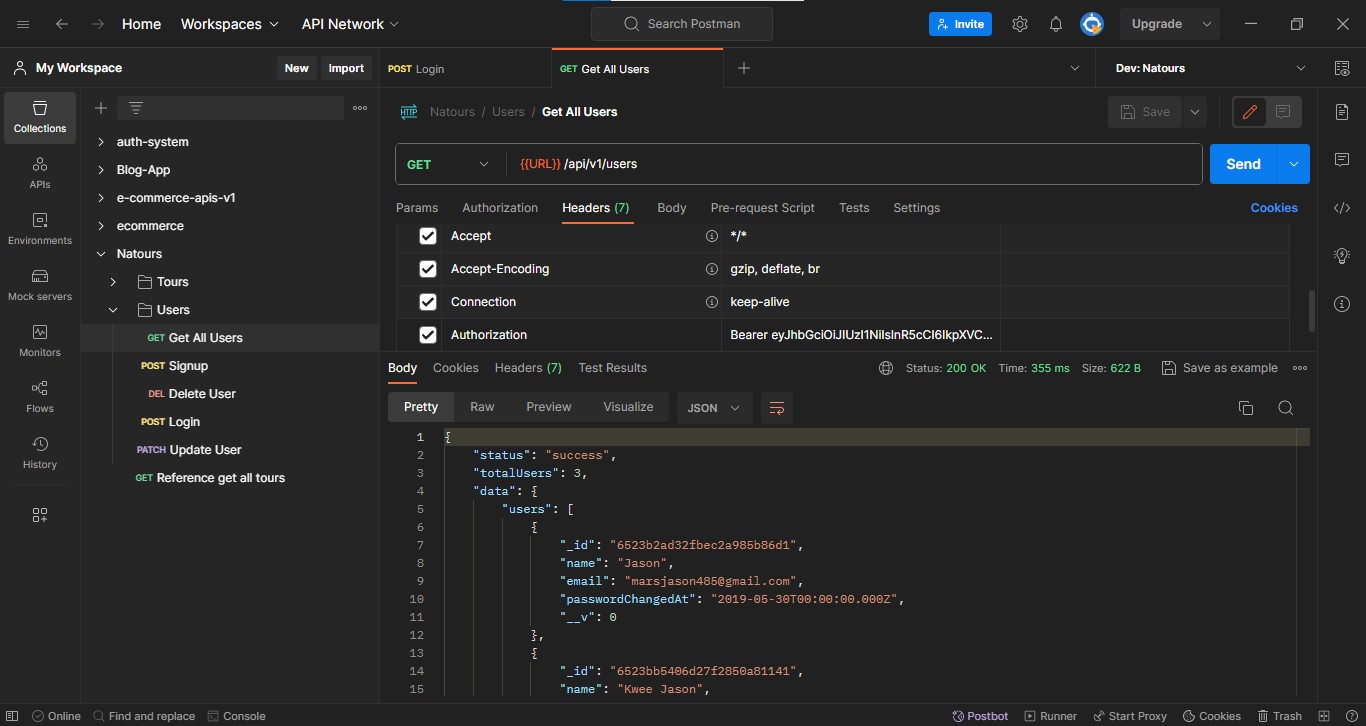 Home Workspaces API Network Search Postman Invite Upgrade
My Workspace New Import POST Login GET Get All Users Dev: Natours
Collections
APIs
Environments
Mock servers
Monitors
Flows
History
auth-system
Blog-App
e-commerce-apis-v1
ecommerce
Natours
Tours
Users
GET Get All Users
POST Signup
DEL Delete User
POST Login
PATCH Update User
GET Reference get all tours
HTTP Natours / Users / Get All Users Save
GET {{URL}} /api/v1/users Send
Params Authorization Headers (7) Body Pre-request Script Tests Settings Cookies
Accept */*
Accept-Encoding gzip, deflate, br
Connection keep-alive
Authorization Bearer eyJhbGciOiJIUzI1NiIsInR5cCI6IkpXVC...
Body Cookies Headers (7) Test Results Status: 200 OK Time: 355 ms Size: 622 B Save as example
Pretty Raw Preview Visualize JSON
1 {
2 "status": "success",
3 "totalUsers": 3,
4 "data": {
5 "users": [
6 {
7 "_id": "6523b2ad32fbec2a985b86d1",
8 "name": "Jason",
9 "email": "marsjason485@gmail.com",
10 "passwordChangedAt": "2019-05-30T00:00:00.000Z",
11 "__v": 0
12 },
13 {
14 "_id": "6523bb5406d27f2850a81141",
15 "name": "Kwee Jason",
Online Find and replace Console Postbot Runner Start Proxy Cookies Trash